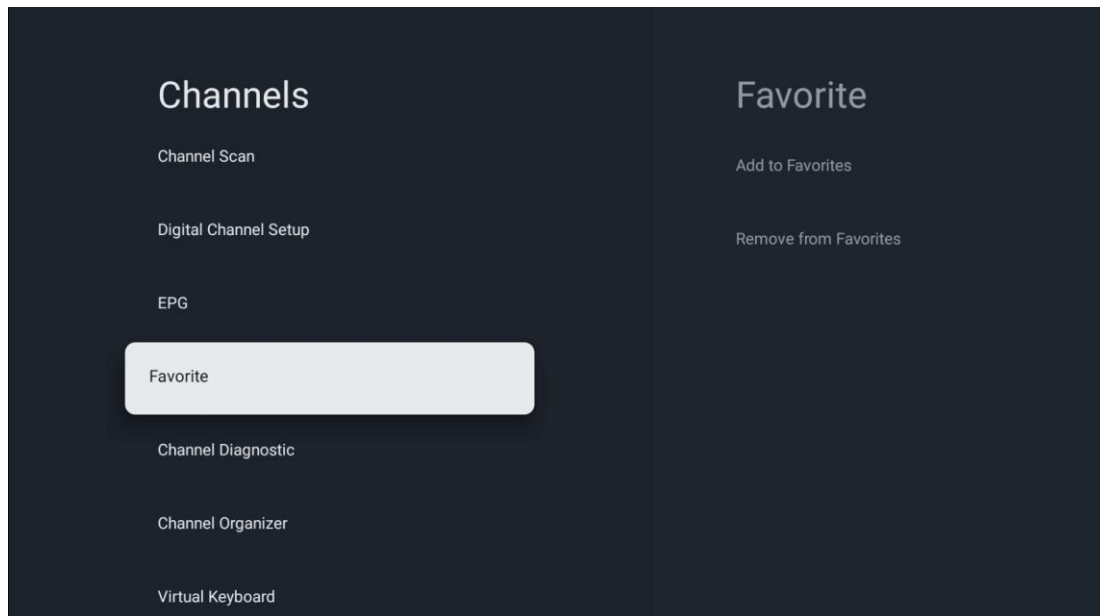 Channels
Channel Scan
Digital Channel Setup
EPG
Favorite
Channel Diagnostic
Channel Organizer
Virtual Keyboard
Favorite
Add to Favorites
Remove from Favorites